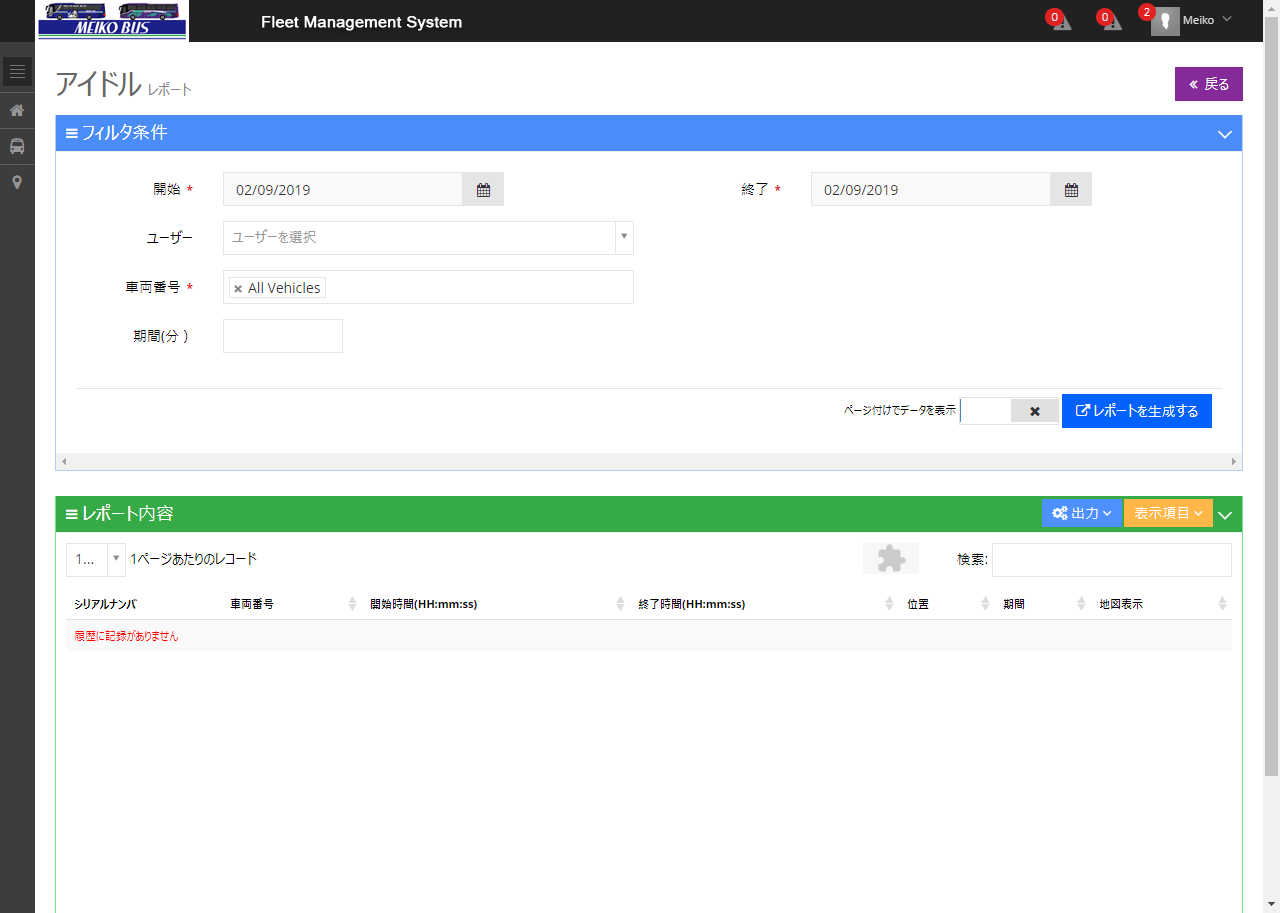 MEIKO BUS
Fleet Management System
0
0
2
Meiko
アイドル レポート
戻る
フィルタ条件
開始 *
02/09/2019
終了 *
02/09/2019
ユーザー
ユーザーを選択
車両番号 *
All Vehicles
期間(分 )
ページ付けでデータを表示
レポートを生成する
レポート内容
出力
表示項目
1...
1ページあたりのレコード
検索:
シリアルナンバ
車両番号
開始時間(HH:mm:ss)
終了時間(HH:mm:ss)
位置
期間
地図表示
履歴に記録がありません